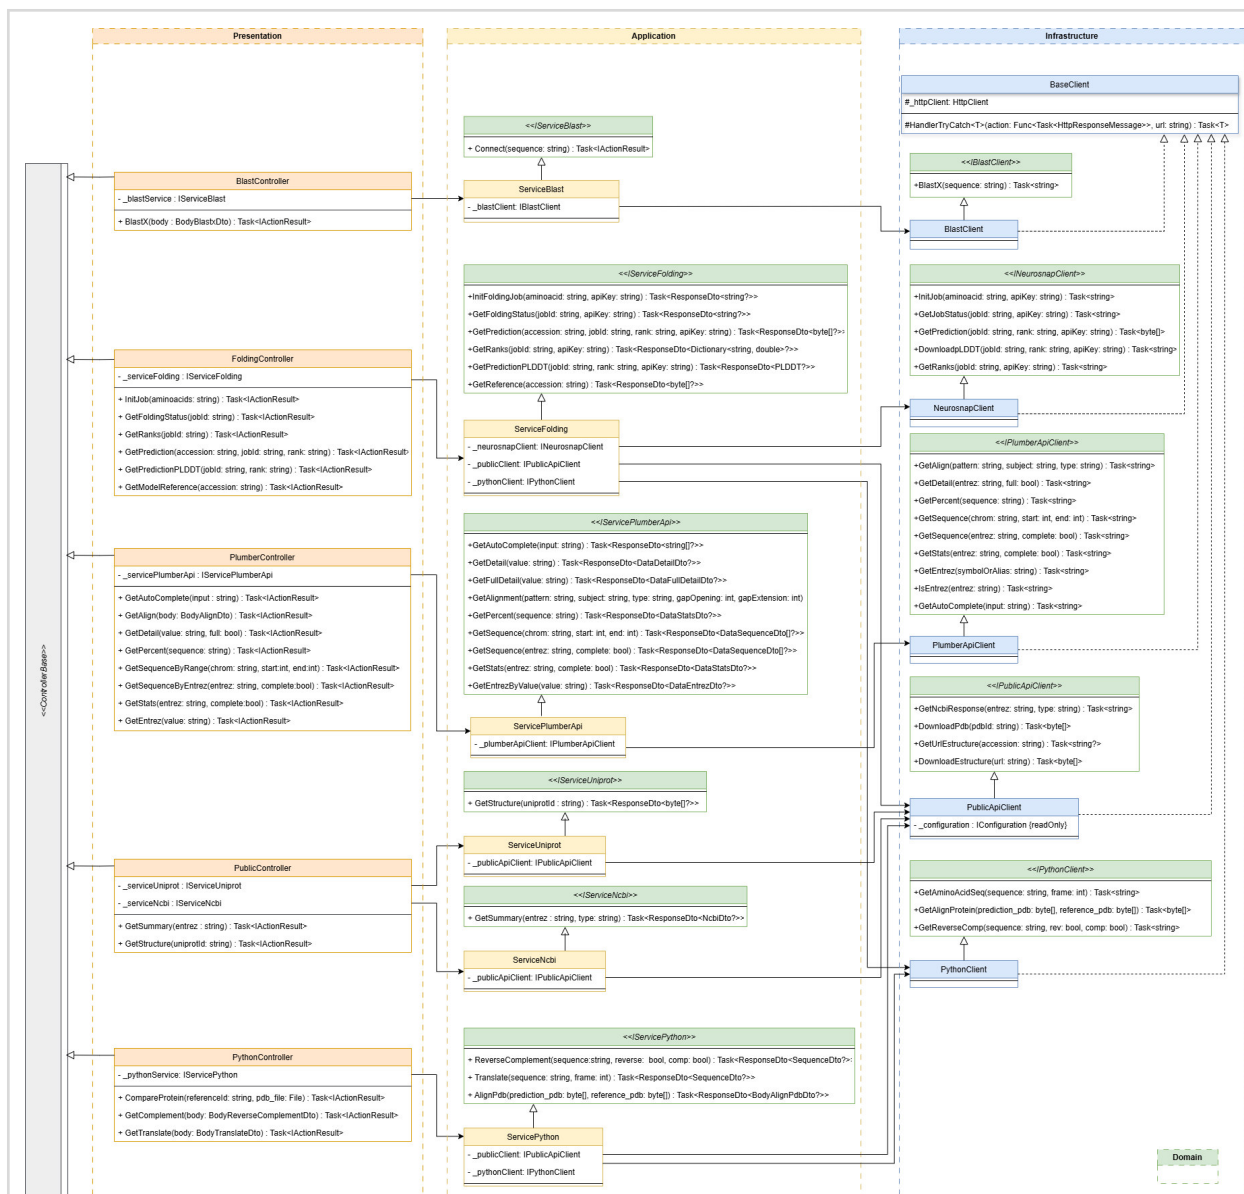 Presentation
Application
Infrastructure
BaseClient
#_httpClient: HttpClient
#HandlerTryCatch<T>(action: Func<Task<HttpResponseMessage>>, url: string) : Task<T>
<<IServiceBlast>>
+ Connect(sequence: string) : Task<IActionResult>
<<IBlastClient>>
+BlastX(sequence: string) : Task<string>
BlastController
- _blastService : IServiceBlast
+ BlastX(body : BodyBlastxDto) : Task<IActionResult>
ServiceBlast
- _blastClient: IBlastClient
BlastClient
<<IServiceFolding>>
+InitFoldingJob(aminoacid: string, apiKey: string) : Task<ResponseDto<string?>>
+GetFoldingStatus(jobId: string, apiKey: string) : Task<ResponseDto<string?>>
+GetPrediction(accession: string, jobId: string, rank: string, apiKey: string) : Task<ResponseDto<byte[]?>>
+GetRanks(jobId: string, apiKey: string) : Task<ResponseDto<Dictionary<string, double>?>>
+GetPredictionPLDDT(jobId: string, rank: string, apiKey: string) : Task<ResponseDto<PLDDT?>>
+GetReference(accession: string) : Task<ResponseDto<byte[]?>>
<<INeurosnapClient>>
+InitJob(aminoacid: string, apiKey: string) : Task<string>
+GetJobStatus(jobId: string, apiKey: string) : Task<string>
+GetPrediction(jobId: string, rank: string, apiKey: string) : Task<byte[]>
+DownloadpLDDT(jobId: string, rank: string, apiKey: string) : Task<string>
+GetRanks(jobId: string, apiKey: string) : Task<string>
FoldingController
- _serviceFolding : IServiceFolding
+ InitJob(aminoacids: string) : Task<IActionResult>
+ GetFoldingStatus(jobId: string) : Task<IActionResult>
+ GetRanks(jobId: string) : Task<IActionResult>
+ GetPrediction(accession: string, jobId: string, rank: string) : Task<IActionResult>
+ GetPredictionPLDDT(jobId: string, rank: string) : Task<IActionResult>
+ GetModelReference(accession: string) : Task<IActionResult>
ServiceFolding
- _neurosnapClient: INeurosnapClient
- _publicClient: IPublicApiClient
- _pythonClient: IPythonClient
NeurosnapClient
<<IPlumberApiClient>>
+GetAlign(pattern: string, subject: string, type: string) : Task<string>
+GetDetail(entrez: string, full: bool) : Task<string>
+GetPercent(sequence: string) : Task<string>
+GetSequence(chrom: string, start: int, end: int) : Task<string>
+GetSequence(entrez: string, complete: bool) : Task<string>
+GetStats(entrez: string, complete: bool) : Task<string>
+GetEntrez(symbolOrAlias: string) : Task<string>
+IsEntrez(entrez: string) : Task<string>
+GetAutoComplete(input: string) : Task<string>
<<IServicePlumberApi>>
+GetAutoComplete(input: string) : Task<ResponseDto<string[]?>>
+GetDetail(value: string) : Task<ResponseDto<DataDetailDto?>>
+GetFullDetail(value: string) : Task<ResponseDto<DataFullDetailDto?>>
+GetAlignment(pattern: string, subject: string, type: string, gapOpening: int, gapExtension: int)
+GetPercent(sequence: string) : Task<ResponseDto<DataStatsDto?>>
+GetSequence(chrom: string, start: int, end: int) : Task<ResponseDto<DataSequenceDto[]?>>
+GetSequence(entrez: string, complete: bool) : Task<ResponseDto<DataSequenceDto[]?>>
+GetStats(entrez: string, complete: bool) : Task<ResponseDto<DataStatsDto?>>
+GetEntrezByValue(value: string) : Task<ResponseDto<DataEntrezDto?>>
PlumberController
- _servicePlumberApi : IServicePlumberApi
+ GetAutoComplete(input : string) : Task<IActionResult>
+ GetAlign(body: BodyAlignDto) : Task<IActionResult>
+ GetDetail(value: string, full: bool) : Task<IActionResult>
+ GetPercent(sequence: string) : Task<IActionResult>
+ GetSequenceByRange(chrom: string, start:int, end:int) : Task<IActionResult>
+ GetSequenceByEntrez(entrez: string, complete:bool) : Task<IActionResult>
+ GetStats(entrez: string, complete:bool) : Task<IActionResult>
+ GetEntrez(value: string) : Task<IActionResult>
<<ControllerBase>>
PlumberApiClient
ServicePlumberApi
- _plumberApiClient: IPlumberApiClient
<<IPublicApiClient>>
+GetNcbiResponse(entrez: string, type: string) : Task<string>
+DownloadPdb(pdbId: string) : Task<byte[]>
+GetUrlEstructure(accession: string) : Task<string?>
+DownloadEstructure(url: string) : Task<byte[]>
<<IServiceUniprot>>
+ GetStructure(uniprotId : string) : Task<ResponseDto<byte[]?>>
PublicApiClient
- _configuration : IConfiguration {readOnly}
ServiceUniprot
- _publicApiClient: IPublicApiClient
PublicController
- _serviceUniprot : IServiceUniprot
- _serviceNcbi : IServiceNcbi
+ GetSummary(entrez : string) : Task<IActionResult>
+ GetStructure(uniprotId: string) : Task<IActionResult>
<<IServiceNcbi>>
+ GetSummary(entrez : string, type: string) : Task<ResponseDto<NcbiDto?>>
<<IPythonClient>>
+GetAminoAcidSeq(sequence: string, frame: int) : Task<string>
+GetAlignProtein(prediction_pdb: byte[], reference_pdb: byte[]) : Task<byte[]>
+GetReverseComp(sequence: string, rev: bool, comp: bool) : Task<string>
ServiceNcbi
- _publicApiClient: IPublicApiClient
PythonClient
<<IServicePython>>
+ ReverseComplement(sequence:string, reverse: bool, comp: bool) : Task<ResponseDto<SequenceDto?>>
+ Translate(sequence: string, frame: int) : Task<ResponseDto<SequenceDto?>>
+ AlignPdb(prediction_pdb: byte[], reference_pdb: byte[]) : Task<ResponseDto<BodyAlignPdbDto?>>
PythonController
- _pythonService: IServicePython
+ CompareProtein(referenceId: string, pdb_file: File) : Task<IActionResult>
+ GetComplement(body: BodyReverseComplementDto) : Task<IActionResult>
+ GetTranslate(body: BodyTranslateDto) : Task<IActionResult>
ServicePython
- _publicClient: IPublicApiClient
- _pythonClient: IPythonClient
Domain